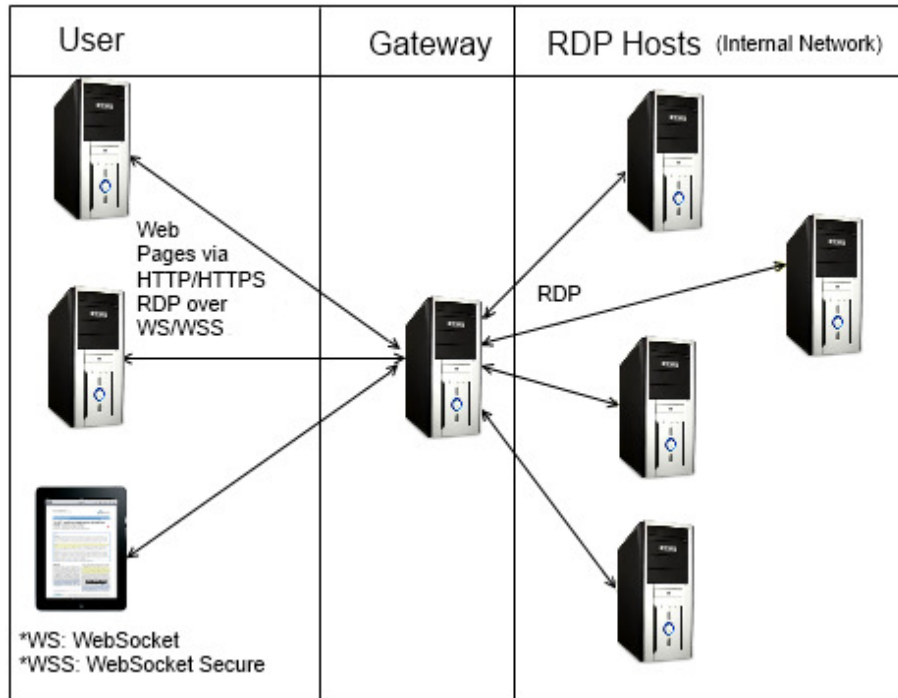 User
Gateway
RDP Hosts (Internal Network)
Web
Pages via
HTTP/HTTPS
RDP over
WS/WSS
RDP
*WS: WebSocket
*WSS: WebSocket Secure